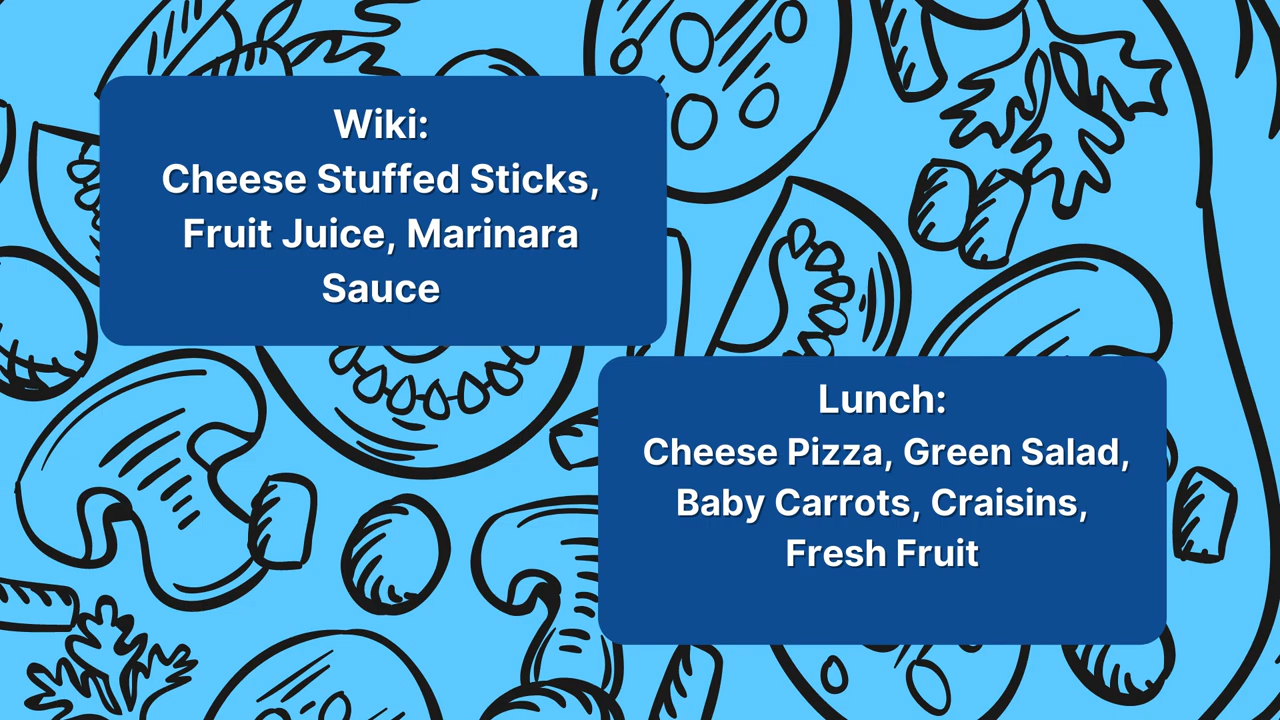 Wiki:
Cheese Stuffed Sticks,
Fruit Juice, Marinara
Sauce
Lunch:
Cheese Pizza, Green Salad,
Baby Carrots, Craisins,
Fresh Fruit